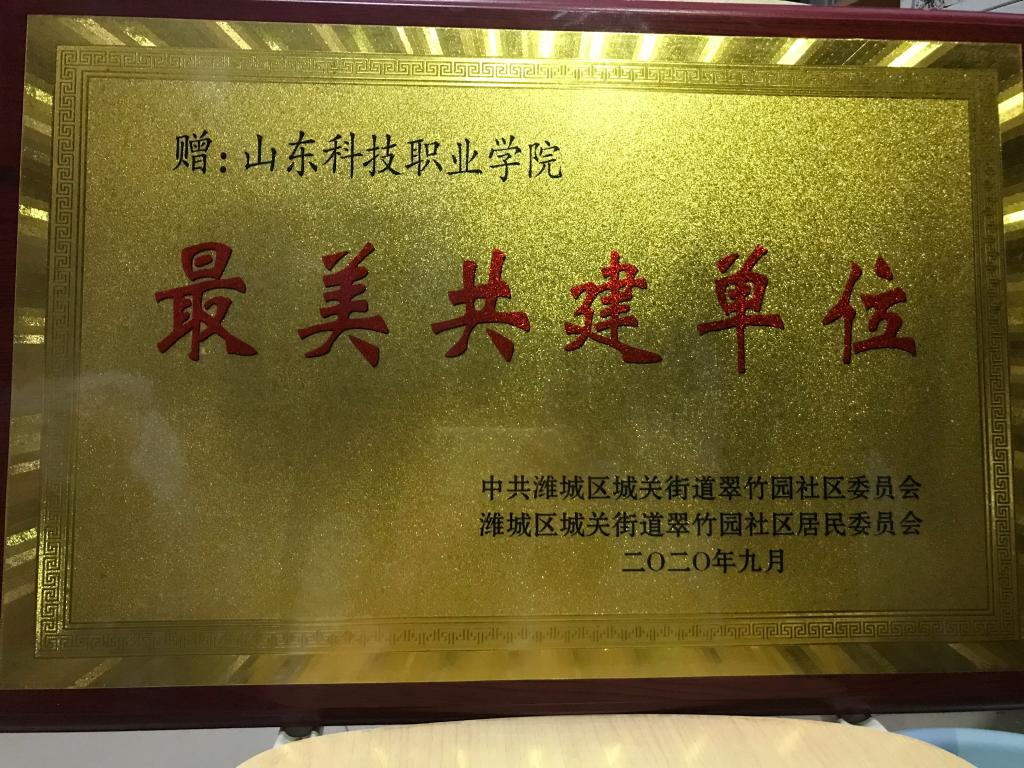 赠：山东科技职业学院
最美共建单位
中共潍城区城关街道翠竹园社区委员会
潍城区城关街道翠竹园社区居民委员会
二〇二〇年九月